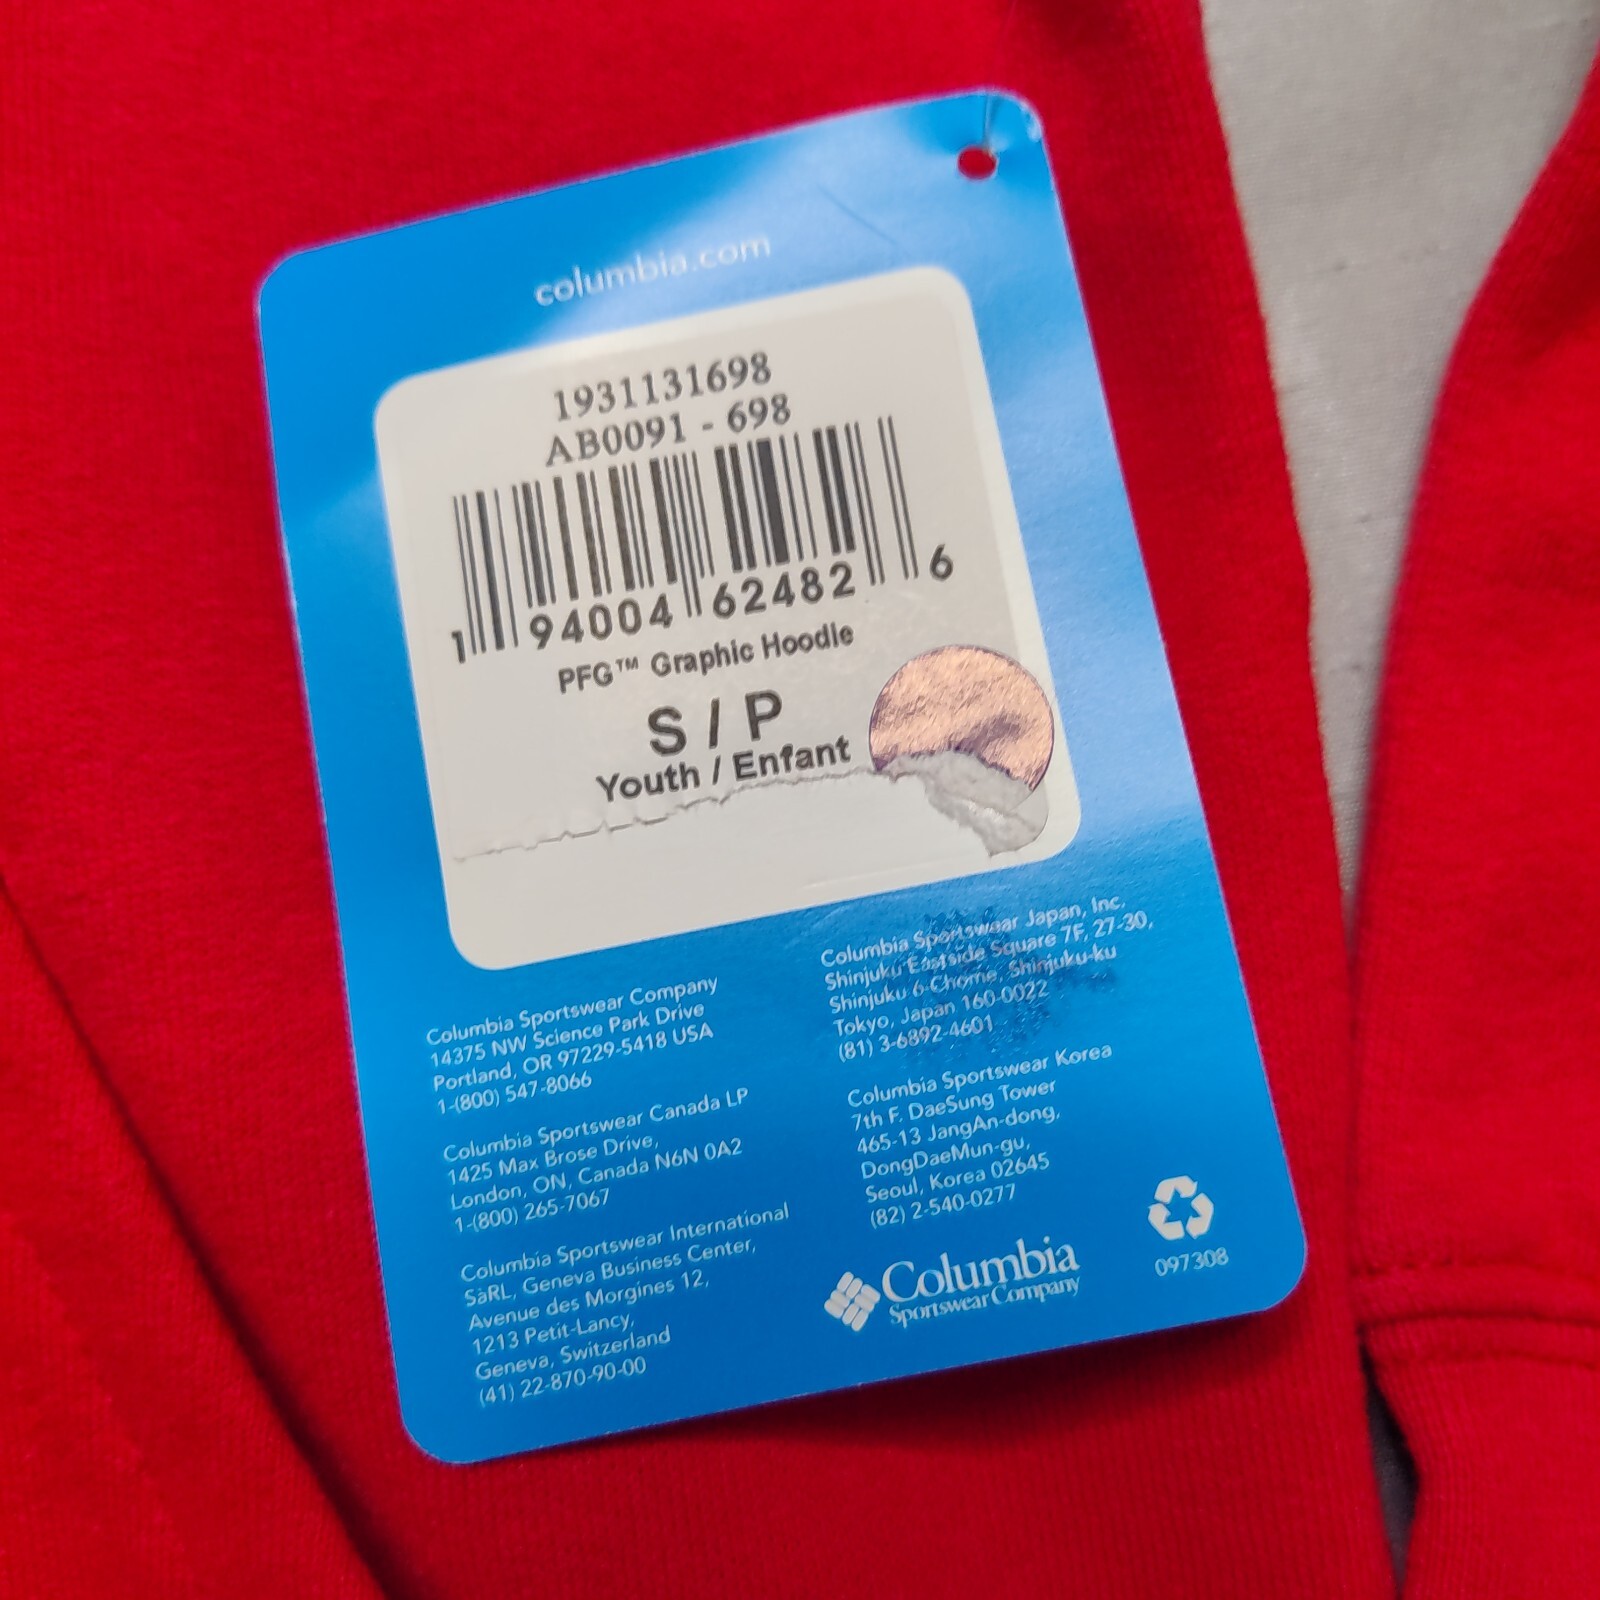 columbia.com
1931131698
AB0091 - 698
1 94004 62482 6
PFG™ Graphic Hoodie
S / P
Youth / Enfant
Columbia Sportswear Company
14375 NW Science Park Drive
Portland, OR 97229-5418 USA
1-(800) 547-8066
Columbia Sportswear Canada LP
1425 Max Brose Drive,
London, ON, Canada N6N 0A2
1-(800) 265-7067
Columbia Sportswear International
SàRL, Geneva Business Center,
Avenue des Morgines 12,
1213 Petit-Lancy,
Geneva, Switzerland
(41) 22-870-90-00
Columbia Sportswear Japan, Inc.
Shinjuku Eastside Square 7F, 27-30,
Shinjuku 6-Chome, Shinjuku-ku
Tokyo, Japan 160-0022
(81) 3-6892-4601
Columbia Sportswear Korea
7th F. DaeSung Tower
465-13 JangAn-dong,
DongDaeMun-gu,
Seoul, Korea 02645
(82) 2-540-0277
Columbia
Sportswear Company
097308